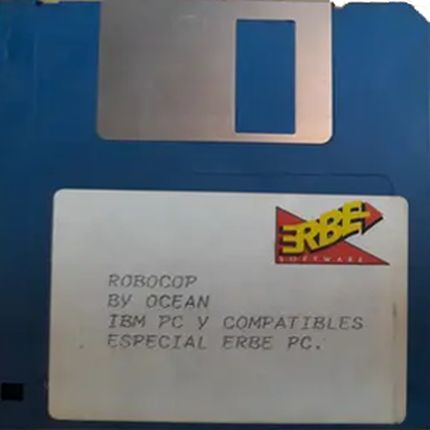 ERBE
SOFTWARE
ROBOCOP
BY OCEAN
IBM PC Y COMPATIBLES
ESPECIAL ERBE PC.